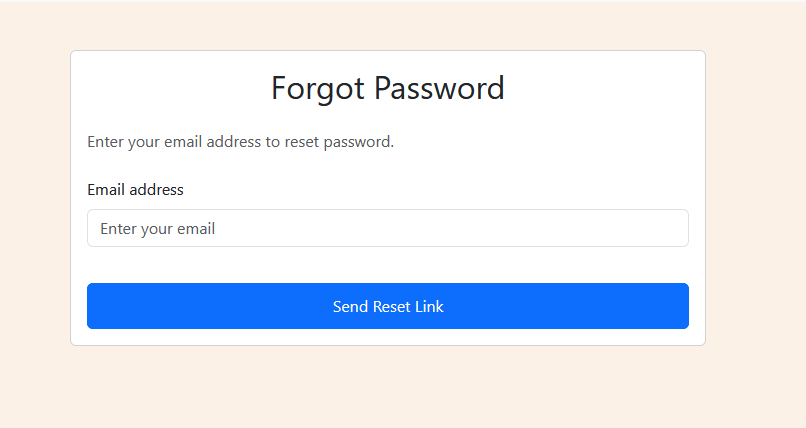 Forgot Password
Enter your email address to reset password.
Email address
Enter your email
Send Reset Link